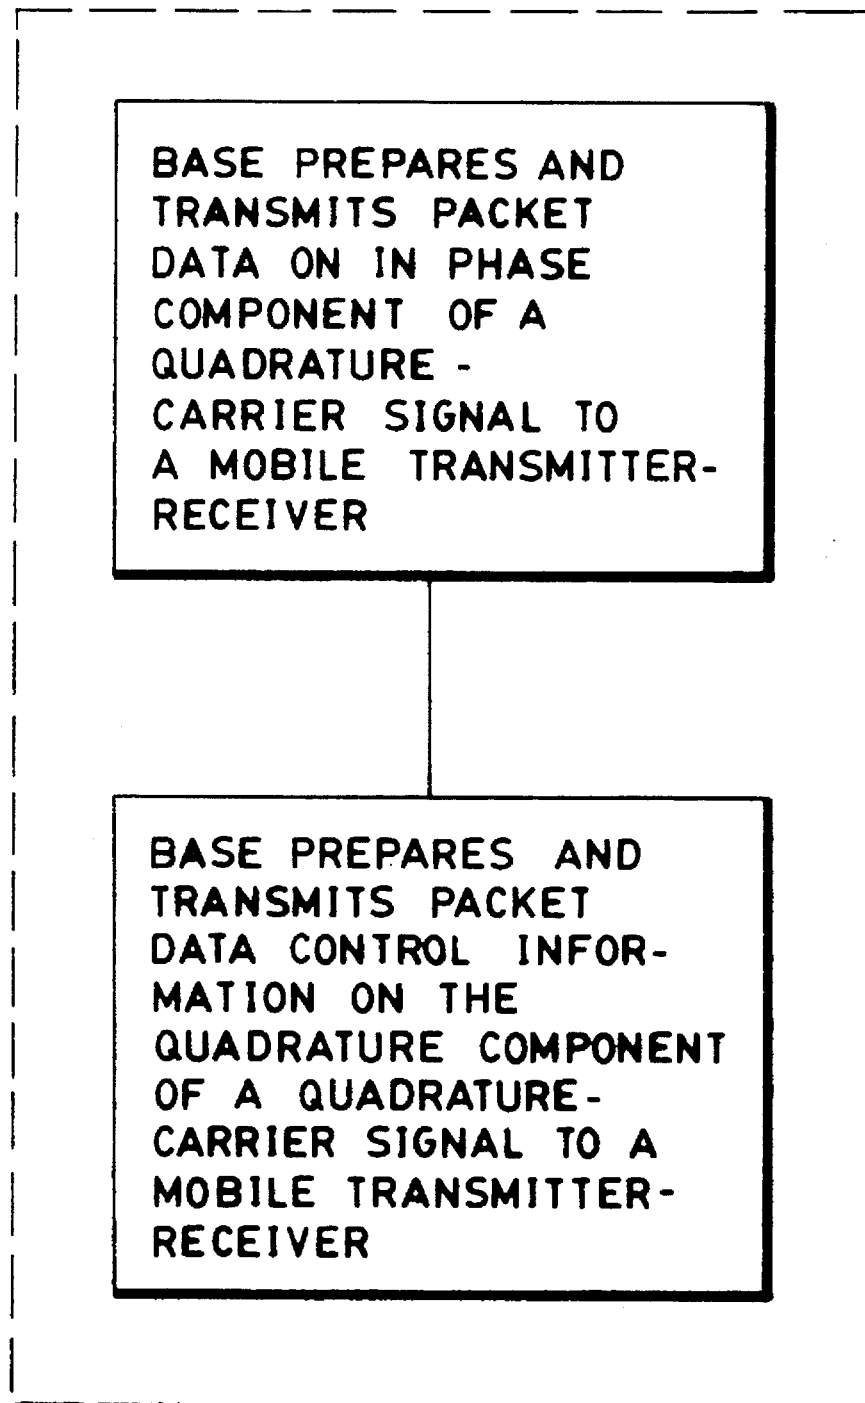 BASE PREPARES AND
TRANSMITS PACKET
DATA ON IN PHASE
COMPONENT OF A
QUADRATURE -
CARRIER SIGNAL TO
A MOBILE TRANSMITTER-
RECEIVER
BASE PREPARES AND
TRANSMITS PACKET
DATA CONTROL INFOR-
MATION ON THE
QUADRATURE COMPONENT
OF A QUADRATURE-
CARRIER SIGNAL TO A
MOBILE TRANSMITTER-
RECEIVER